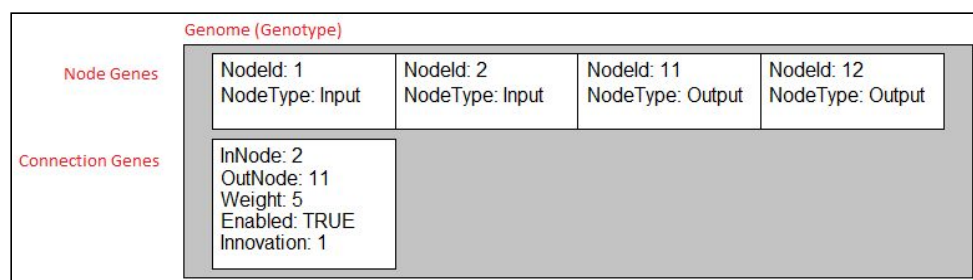 Genome (Genotype)
Node Genes
NodeId: 1
NodeType: Input
NodeId: 2
NodeType: Input
NodeId: 11
NodeType: Output
NodeId: 12
NodeType: Output
Connection Genes
InNode: 2
OutNode: 11
Weight: 5
Enabled: TRUE
Innovation: 1